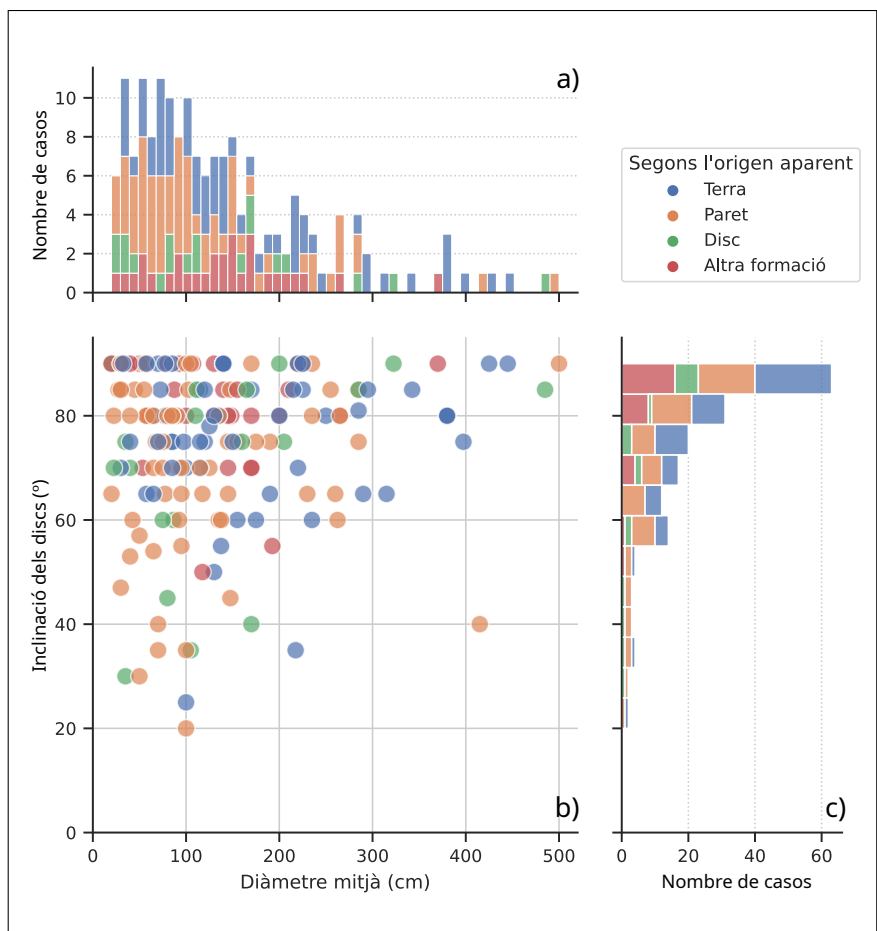 a)
10
8
6
4
2
0
Nombre de casos
Segons l'origen aparent
Terra
Paret
Disc
Altra formació
80
60
40
20
0
Inclinació dels discs (º)
b)
0 100 200 300 400 500
Diàmetre mitjà (cm)
c)
0 20 40 60
Nombre de casos